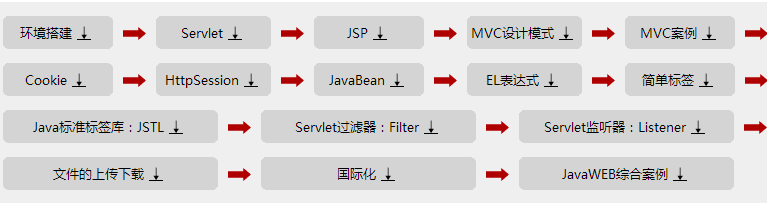 环境搭建 Servlet JSP MVC设计模式 MVC案例
Cookie HttpSession JavaBean EL表达式 简单标签
Java标准标签库：JSTL Servlet过滤器：Filter Servlet监听器：Listener
文件的上传下载 国际化 JavaWEB综合案例